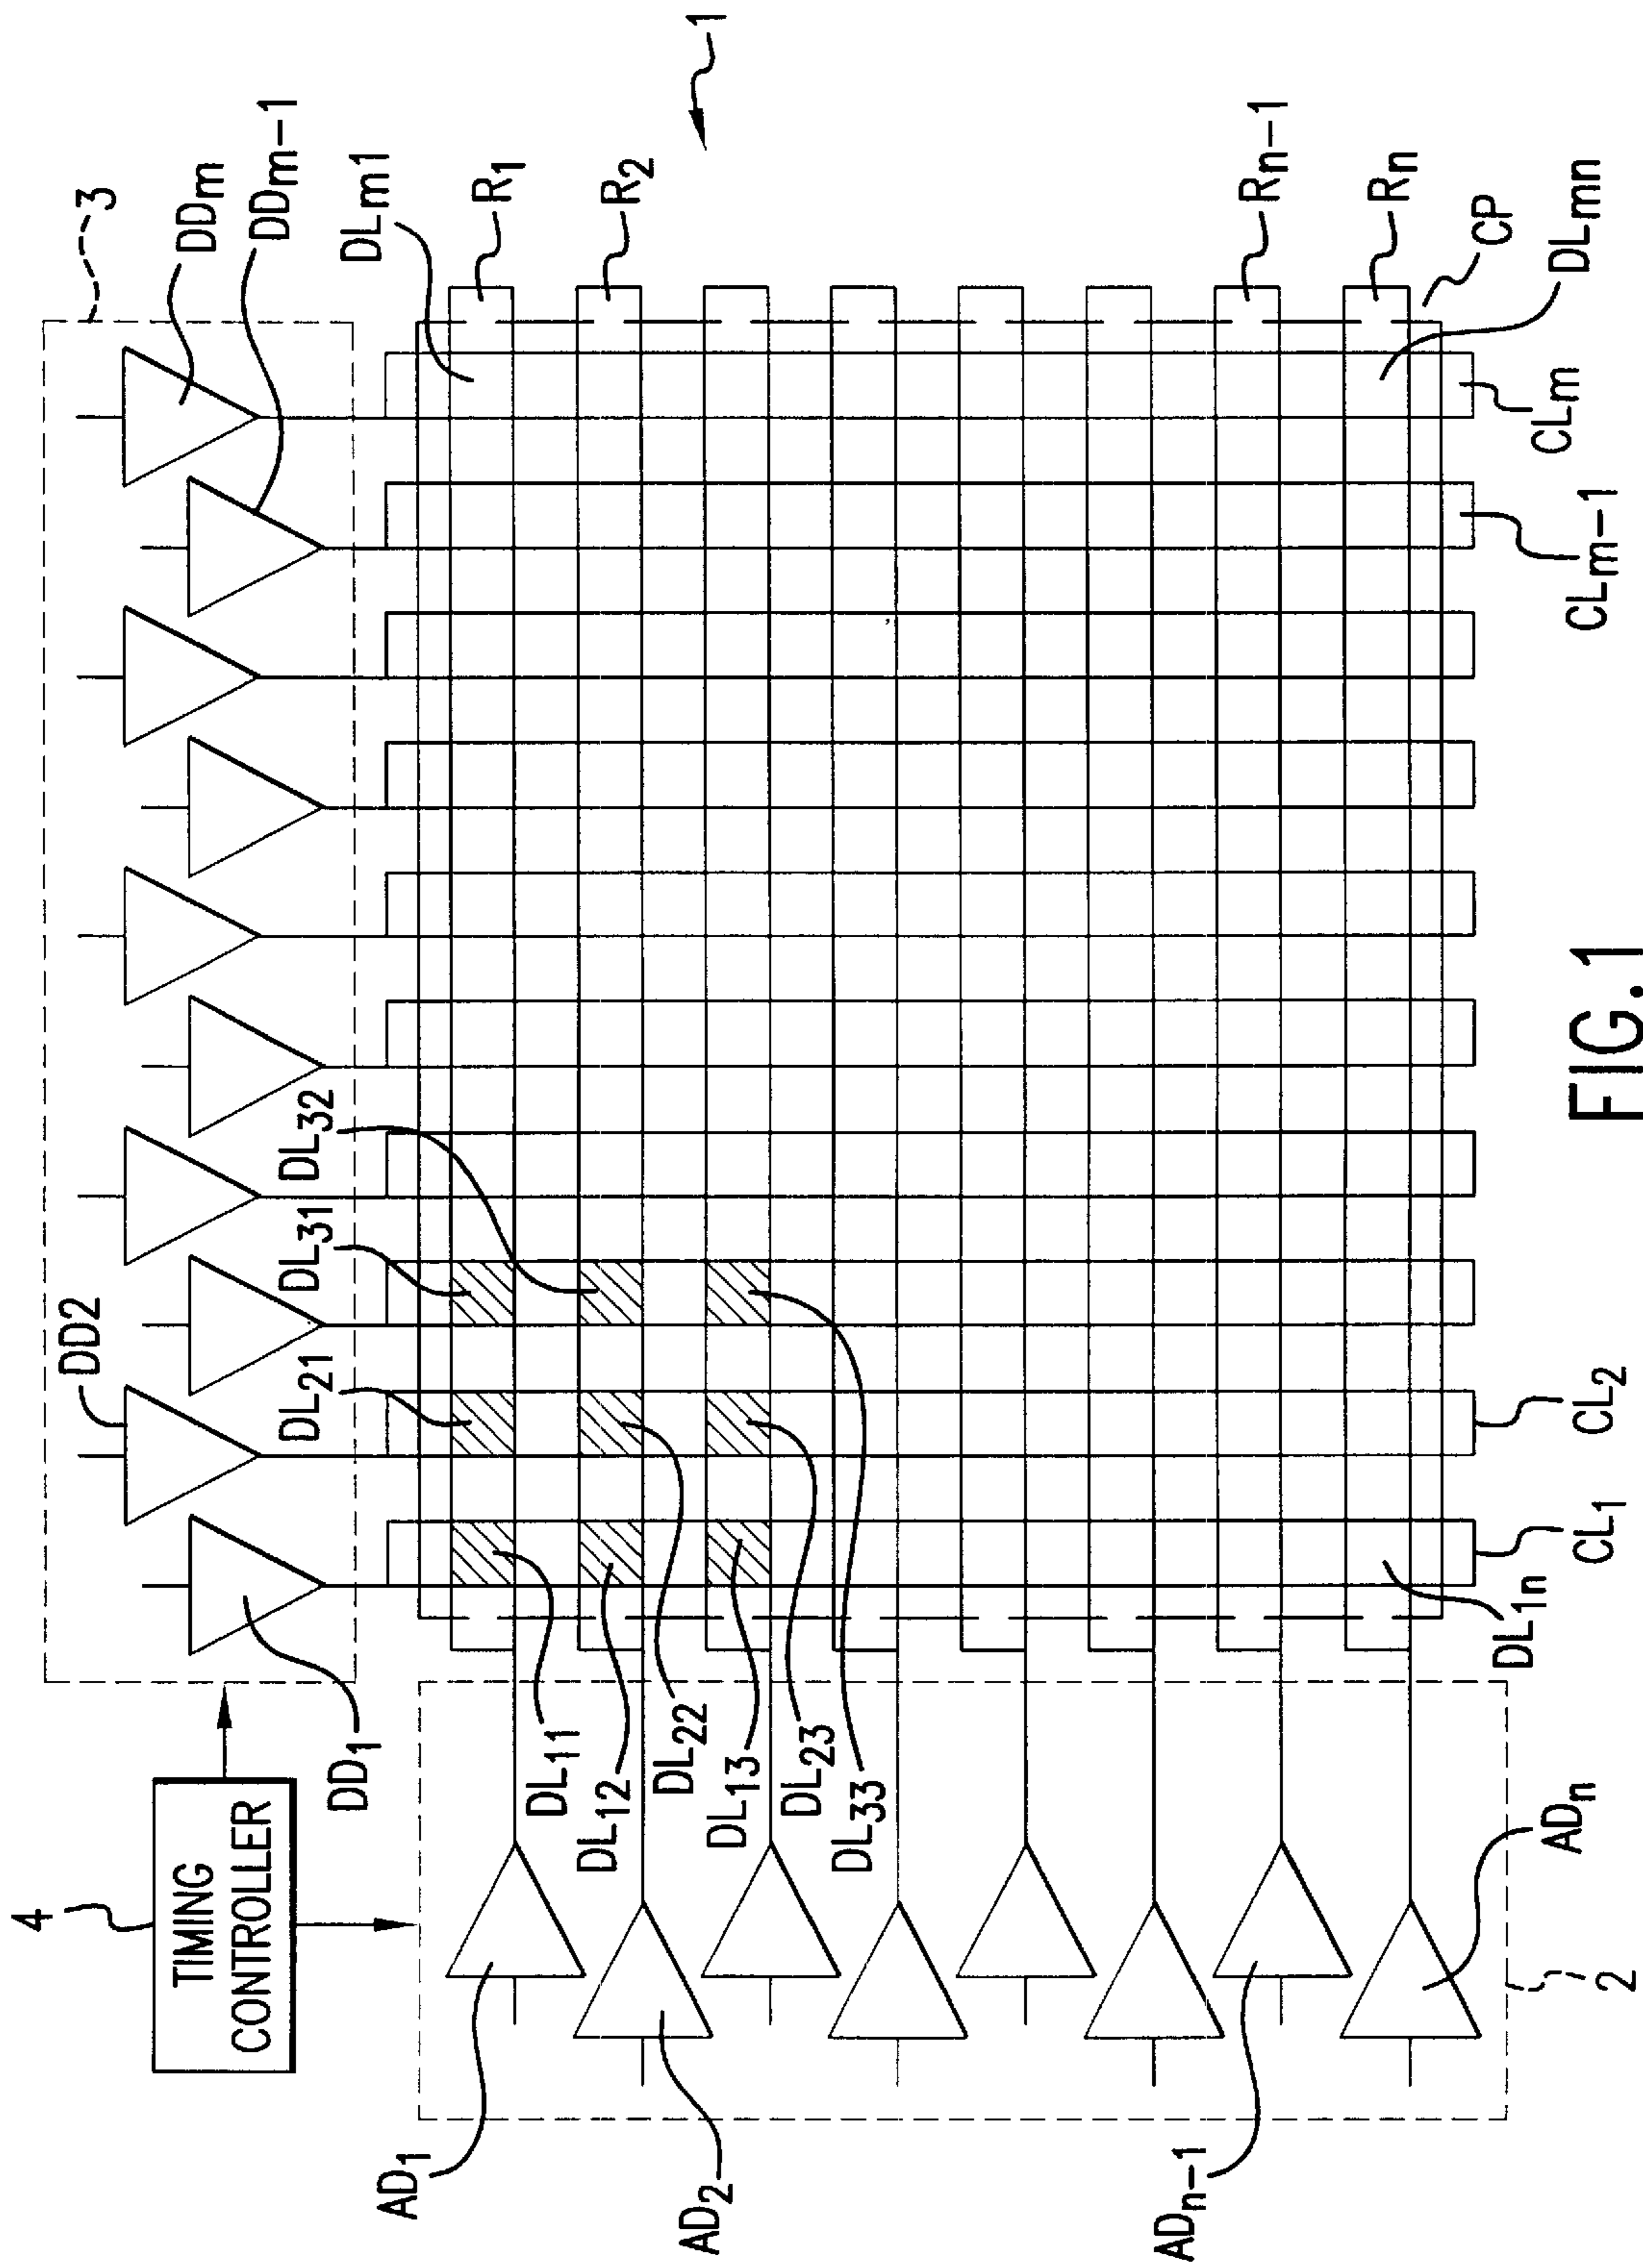 4
TIMING
CONTROLLER
3
DD2
DDm
DDm-1
DD1
DL21
DL31
DL32
DLm1
1
R1
R2
Rn-1
Rn
CP
DLmn
AD1
AD2
ADn-1
ADn
2
DL11
DL12
DL22
DL13
DL23
DL33
DL1n
CL1
CL2
CLm-1
CLm
FIG.1